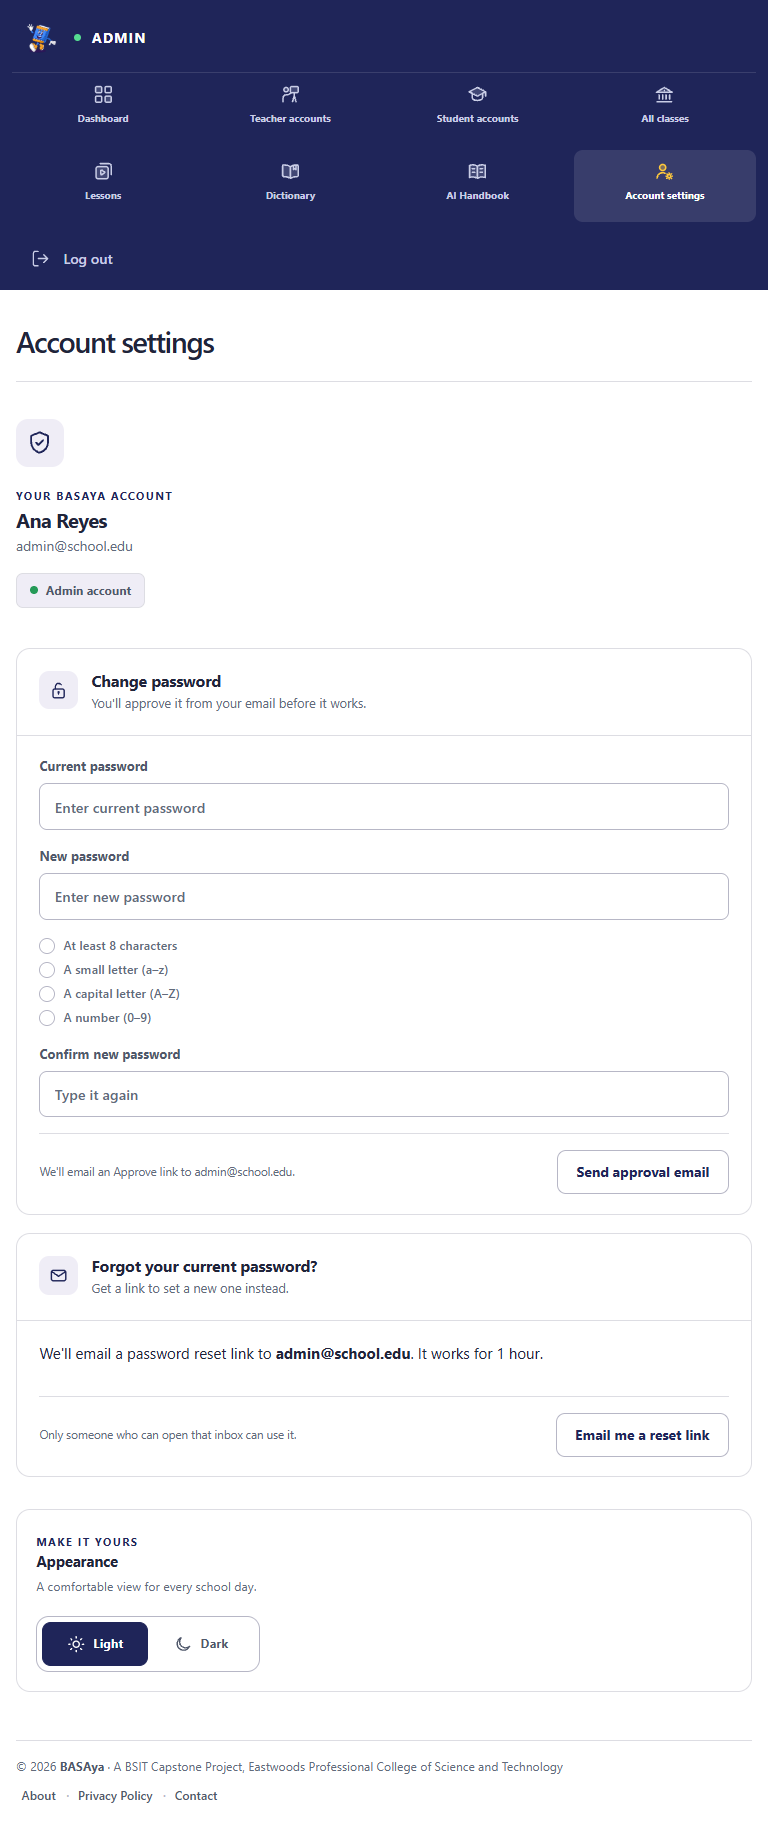 ADMIN
Dashboard
Teacher accounts
Student accounts
All classes
Lessons
Dictionary
AI Handbook
Account settings
Log out
Account settings
YOUR BASAYA ACCOUNT
Ana Reyes
admin@school.edu
Admin account
Change password
You'll approve it from your email before it works.
Current password
Enter current password
New password
Enter new password
At least 8 characters
A small letter (a–z)
A capital letter (A–Z)
A number (0–9)
Confirm new password
Type it again
We'll email an Approve link to admin@school.edu.
Send approval email
Forgot your current password?
Get a link to set a new one instead.
We'll email a password reset link to admin@school.edu. It works for 1 hour.
Only someone who can open that inbox can use it.
Email me a reset link
MAKE IT YOURS
Appearance
A comfortable view for every school day.
Light
Dark
© 2026 BASAya · A BSIT Capstone Project, Eastwoods Professional College of Science and Technology
About · Privacy Policy · Contact